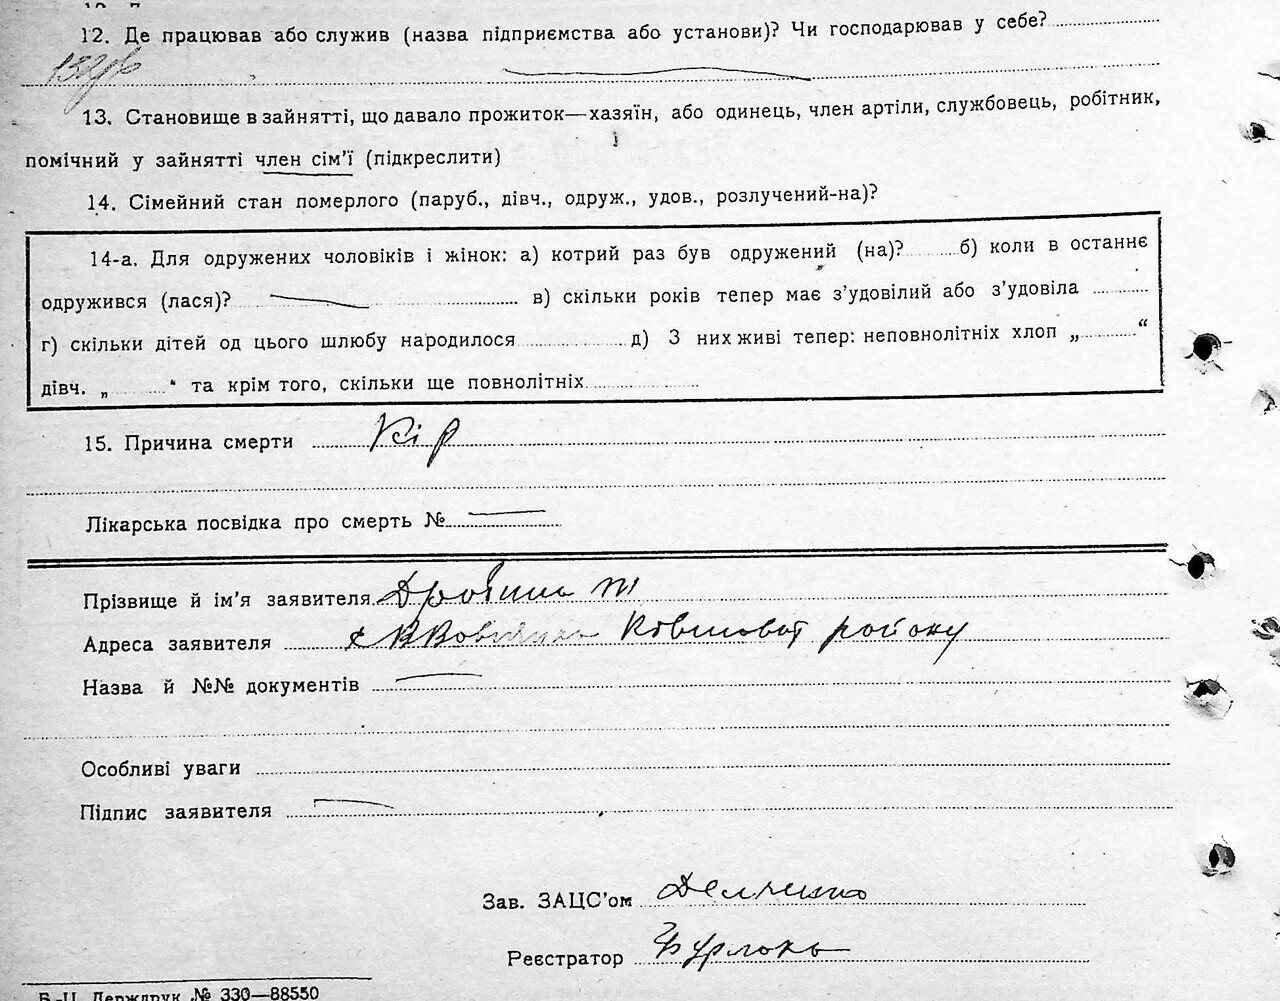 12. Де працював або служив (назва підприємства або установи)? Чи господарював у себе?
13. Становище в зайнятті, що давало прожиток—хазяїн, або одинець, член артіли, службовець, робітник,
помічний у зайнятті член сім'ї (підкреслити)
14. Сімейний стан померлого (паруб., дівч., одруж., удов., розлучений-на)?
14-а. Для одружених чоловіків і жінок: а) котрий раз був одружений (на)? б) коли в останнє
одружився (лася)? в) скільки років тепер має з'удовілий або з'удовіла
г) скільки дітей од цього шлюбу народилося д) З них живі тепер: неповнолітніх хлоп „ “
дівч. „ “ та крім того, скільки ще повнолітніх
15. Причина смерти Кір
Лікарська посвідка про смерть №
Прізвище й ім'я заявителя
Адреса заявителя району
Назва й №№ документів
Особливі уваги
Підпис заявителя
Зав. ЗАЦС'ом
Реєстратор
Б.-Ц. Держдрук № 330—88550